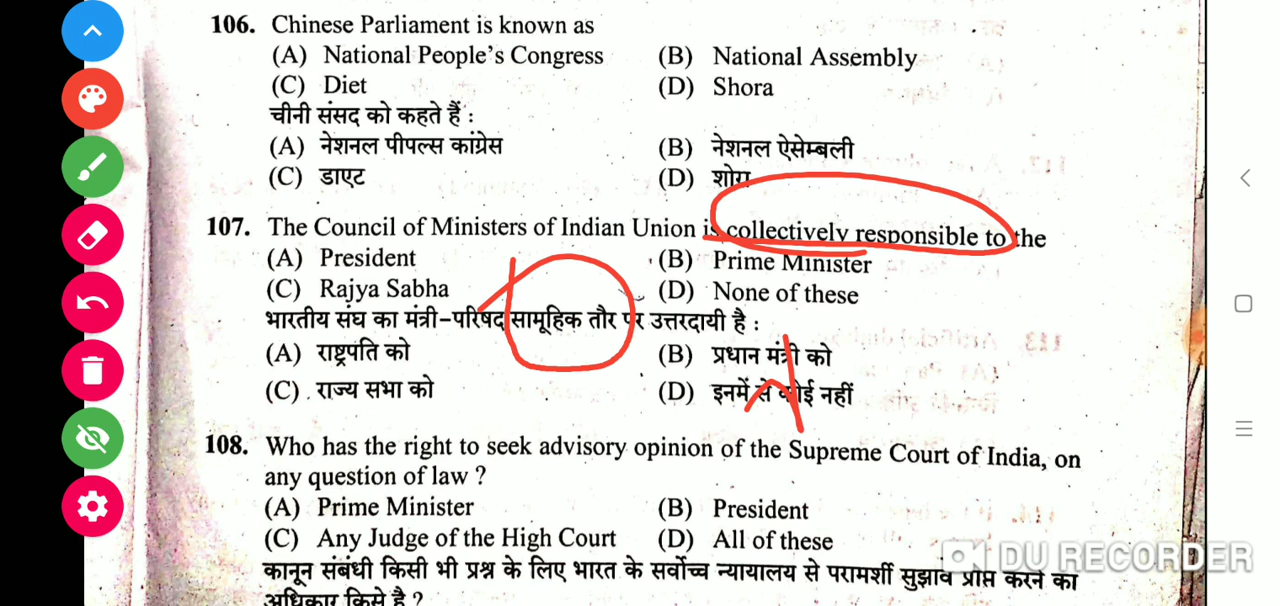 106. Chinese Parliament is known as
(A) National People's Congress (B) National Assembly
(C) Diet (D) Shora
चीनी संसद को कहते हैं :
(A) नेशनल पीपल्स कांग्रेस (B) नेशनल ऐसेम्बली
(C) डाएट (D) शोरा
107. The Council of Ministers of Indian Union is collectively responsible to the
(A) President (B) Prime Minister
(C) Rajya Sabha (D) None of these
भारतीय संघ का मंत्री-परिषद सामूहिक तौर पर उत्तरदायी है :
(A) राष्ट्रपति को (B) प्रधान मंत्री को
(C) राज्य सभा को (D) इनमें से कोई नहीं
108. Who has the right to seek advisory opinion of the Supreme Court of India, on
any question of law ?
(A) Prime Minister (B) President
(C) Any Judge of the High Court (D) All of these
कानून संबंधी किसी भी प्रश्न के लिए भारत के सर्वोच्च न्यायालय से परामर्शी सुझाव प्राप्त करने का
अधिकार किसे है ?
DU RECORDER